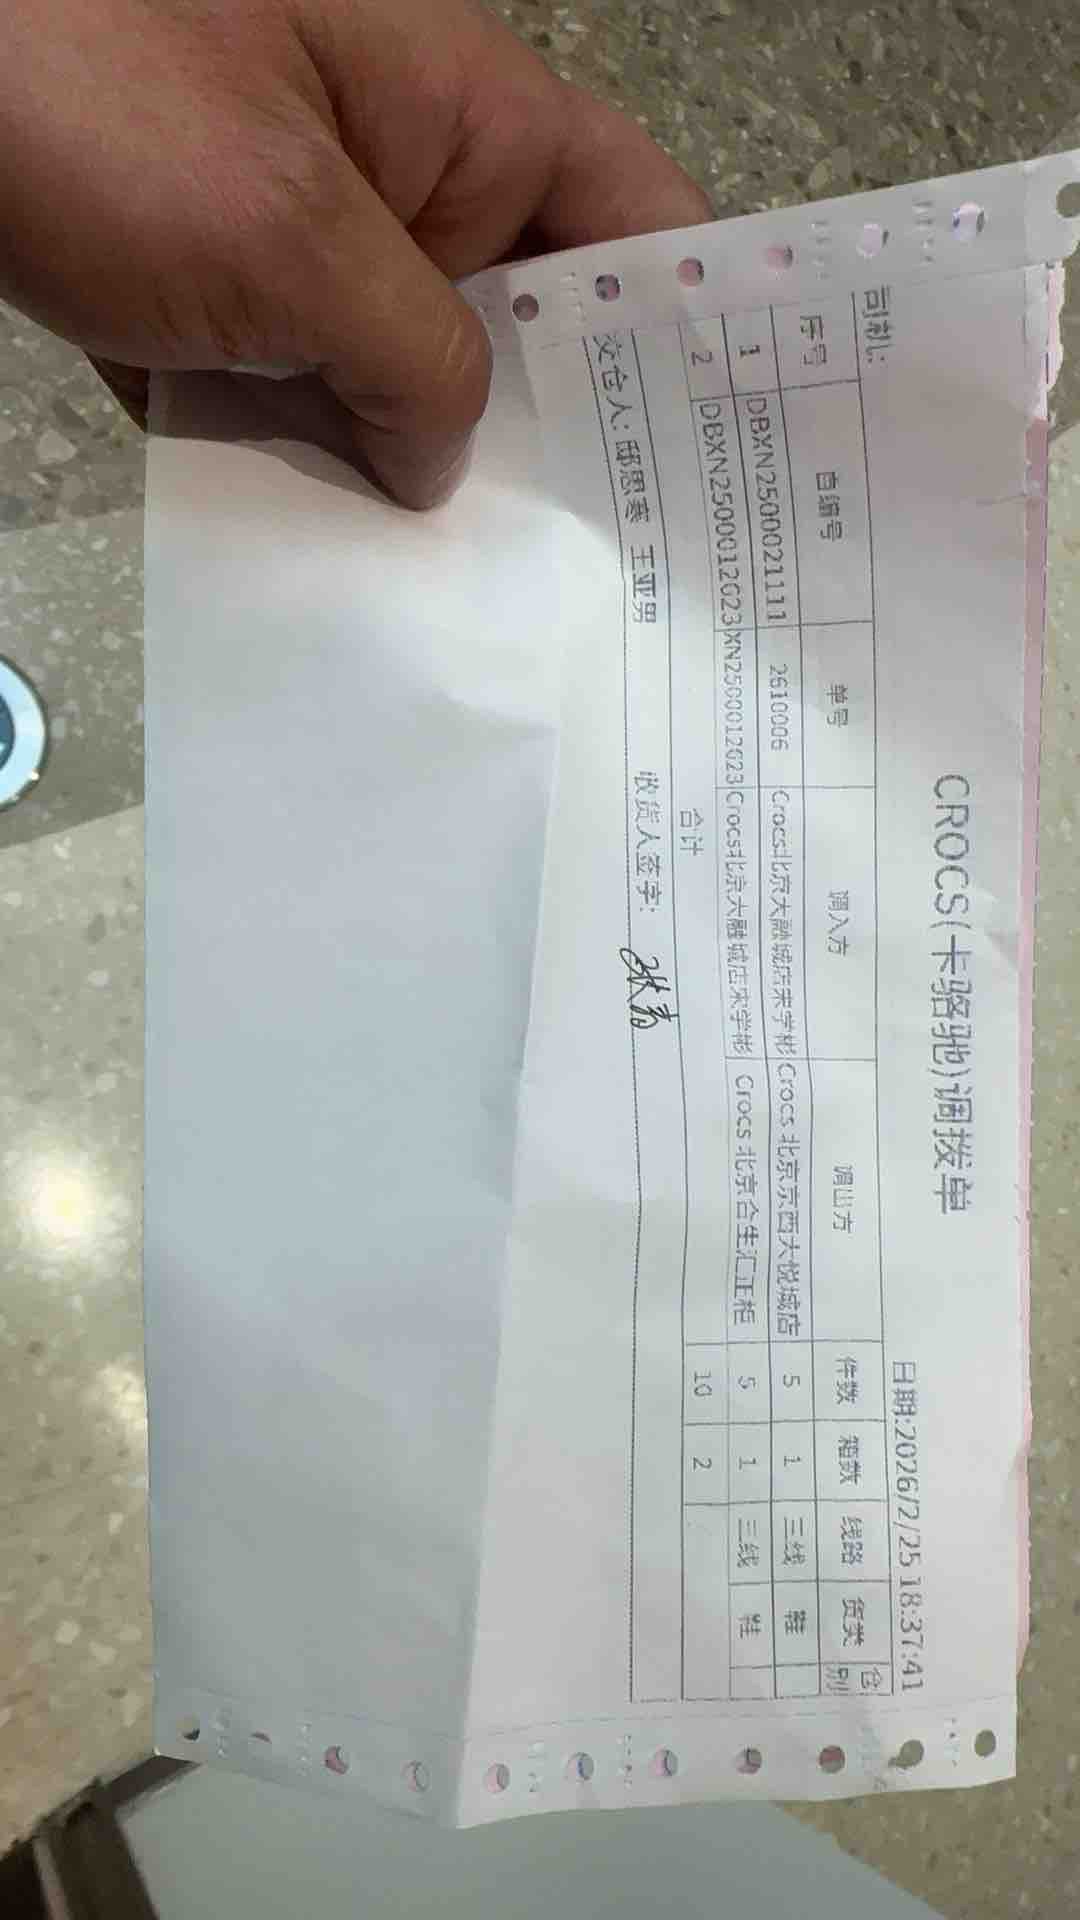 CROCS(卡骆驰)调拨单
司机: 日期:2026/2/25 18:37:41
序号 自编号 单号 调入方 调出方 件数 箱数 线路 货类 仓别
1 DBXN2500021111 2610006 Crocs北京大融城店宋学彬 Crocs 北京京西大悦城店 5 1 三线 鞋
2 DBXN2500012023 XN2500012023 Crocs北京大融城店宋学彬 Crocs 北京合生汇正柜 5 1 三线 鞋
合计 10 2
交仓人: 邸思寒 王亚男 收货人签字: